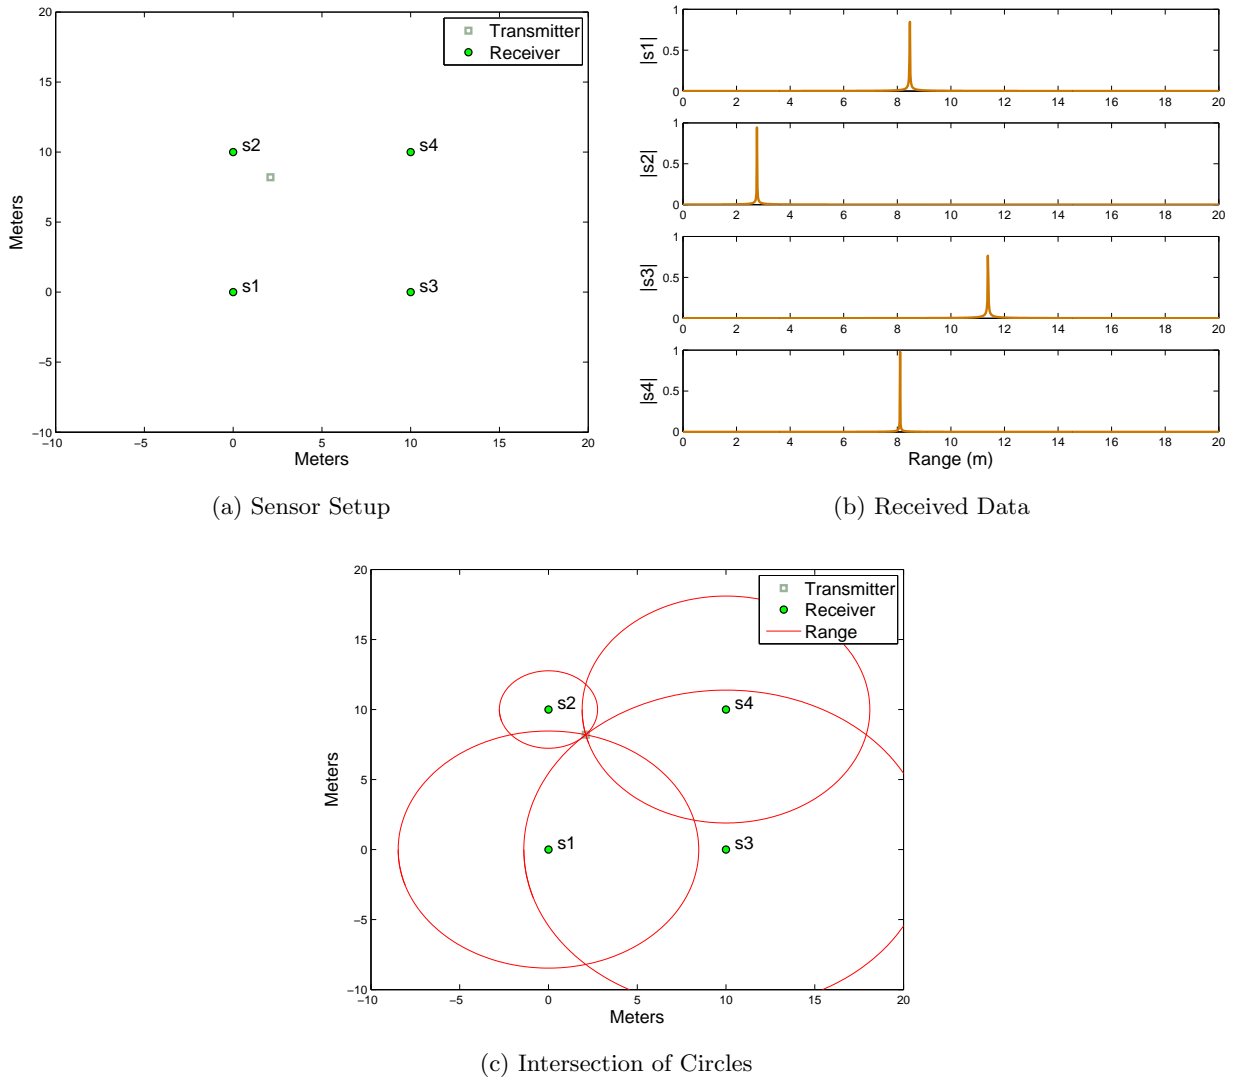 20
15
10
5
0
−5
−10
−10
−5
0
5
10
15
20
Meters
Meters
Transmitter
Receiver
s2
s4
s1
s3
(a) Sensor Setup
|s1|
1
0.5
0
0 2 4 6 8 10 12 14 16 18 20
|s2|
1
0.5
0
0 2 4 6 8 10 12 14 16 18 20
|s3|
1
0.5
0
0 2 4 6 8 10 12 14 16 18 20
|s4|
1
0.5
0
0 2 4 6 8 10 12 14 16 18 20
Range (m)
(b) Received Data
20
15
10
5
0
−5
−10
−10
−5
0
5
10
15
20
Meters
Meters
Transmitter
Receiver
Range
s2
s4
s1
s3
(c) Intersection of Circles